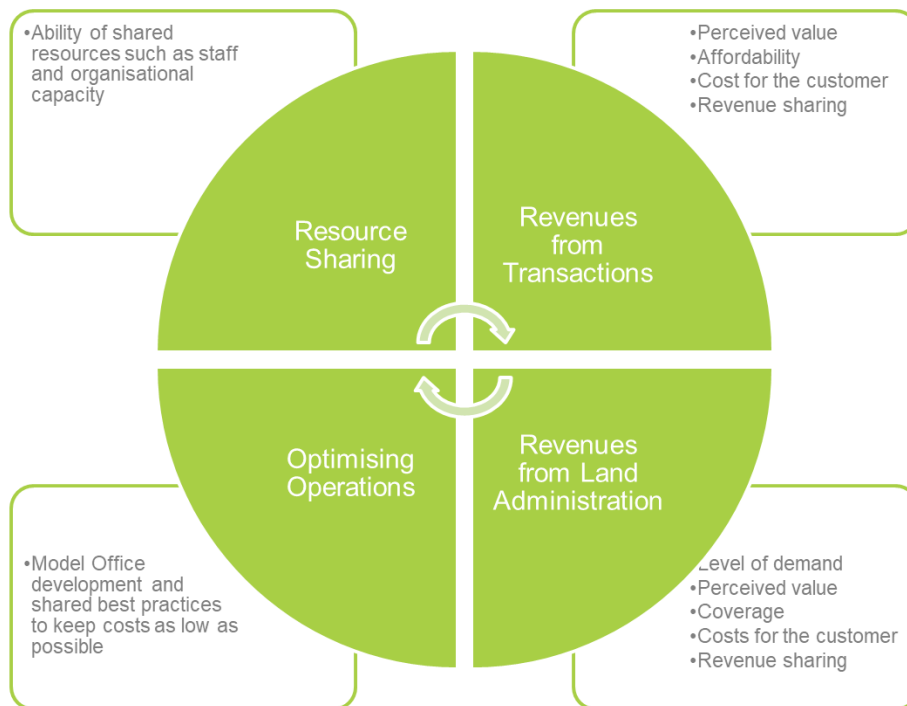 •Ability of shared
resources such as staff
and organisational
capacity
•Perceived value
•Affordability
•Cost for the customer
•Revenue sharing
Resource
Sharing
Revenues
from
Transactions
Optimising
Operations
Revenues
from Land
Administration
•Model Office
development and
shared best practices
to keep costs as low as
possible
Level of demand
•Perceived value
•Coverage
•Costs for the customer
•Revenue sharing